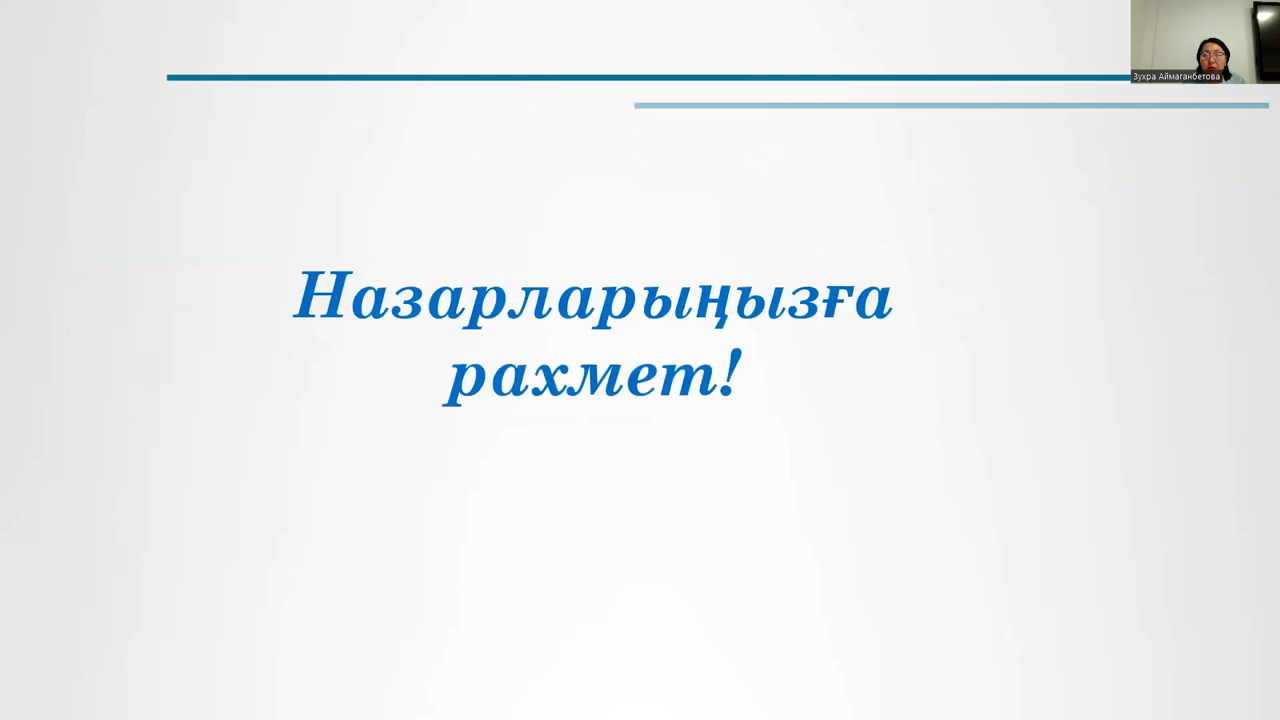 Зухра Аймаганбетова
Назарларыңызға
рахмет!